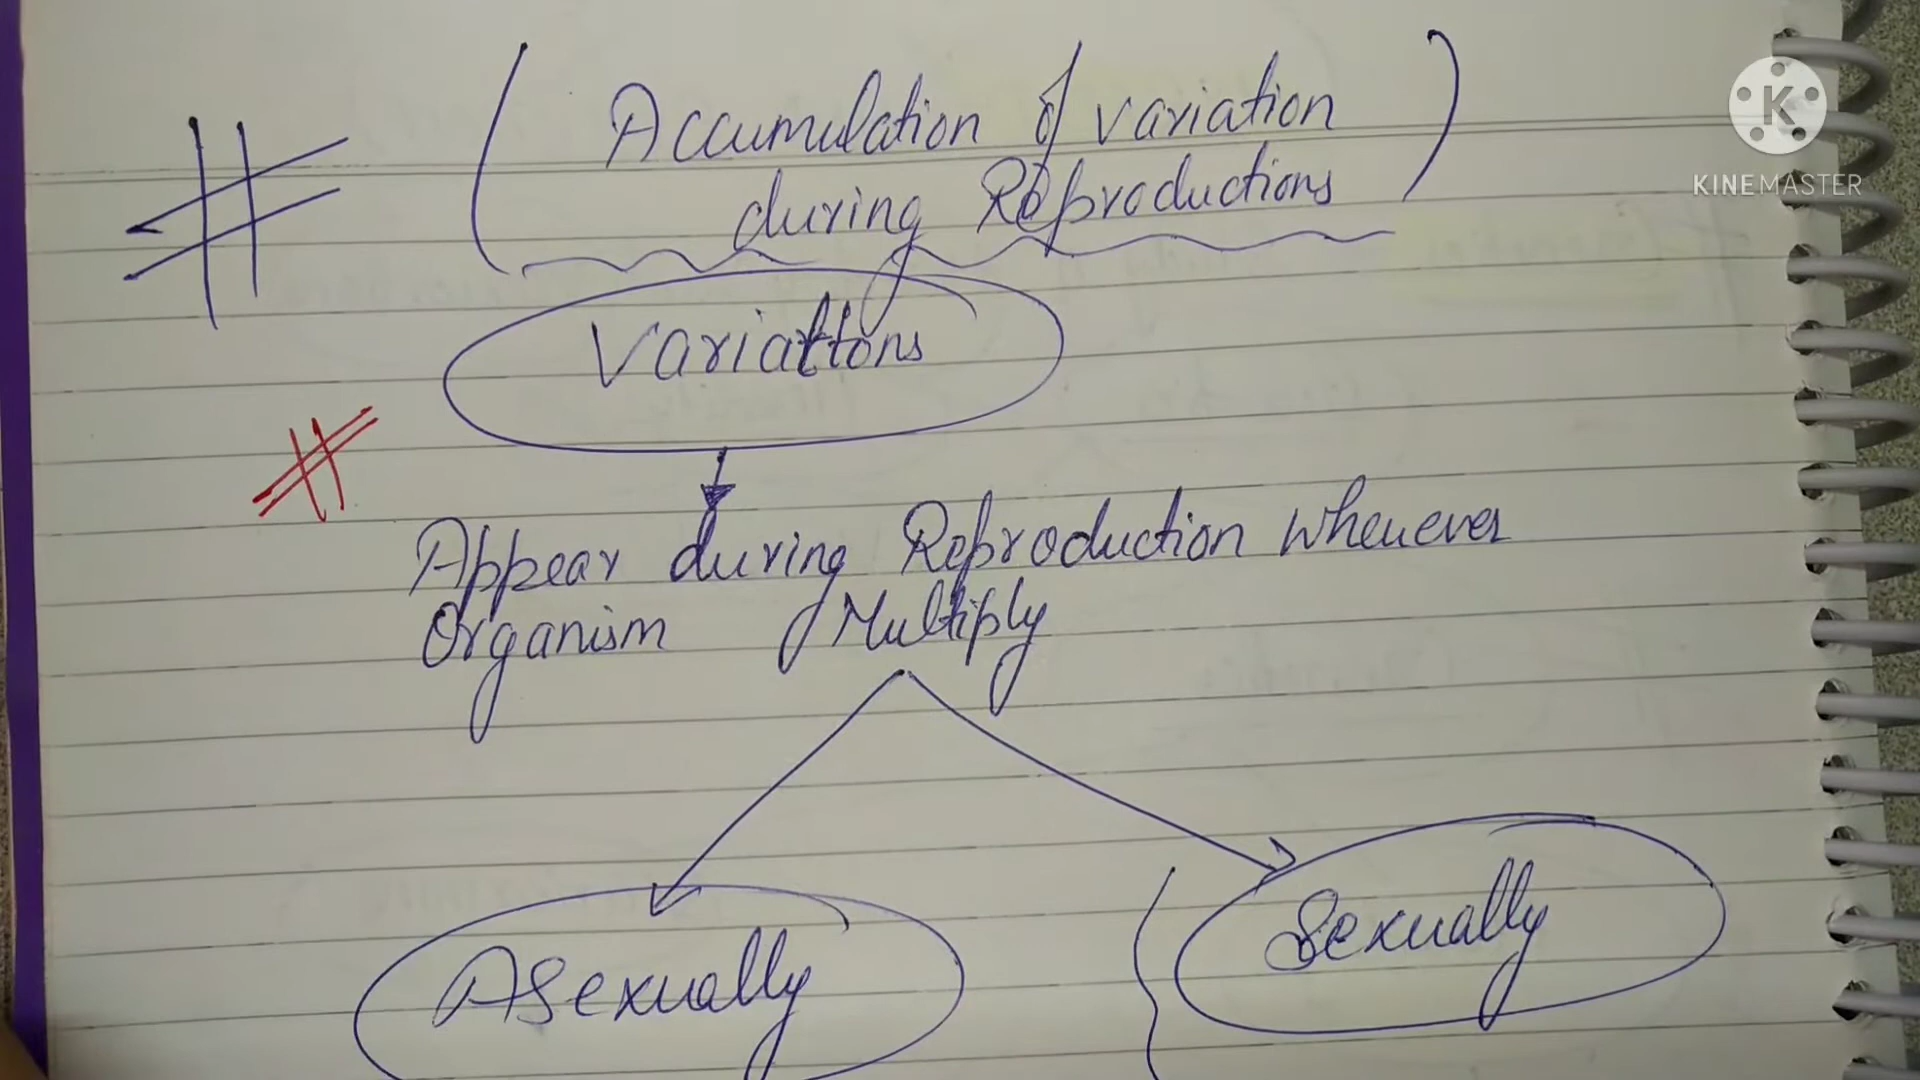 # ( Accumulation of variation
during Reproductions )
Variations
# Appear during Reproduction whenever
Organism Multiply
Asexually
Sexually
KINEMASTER